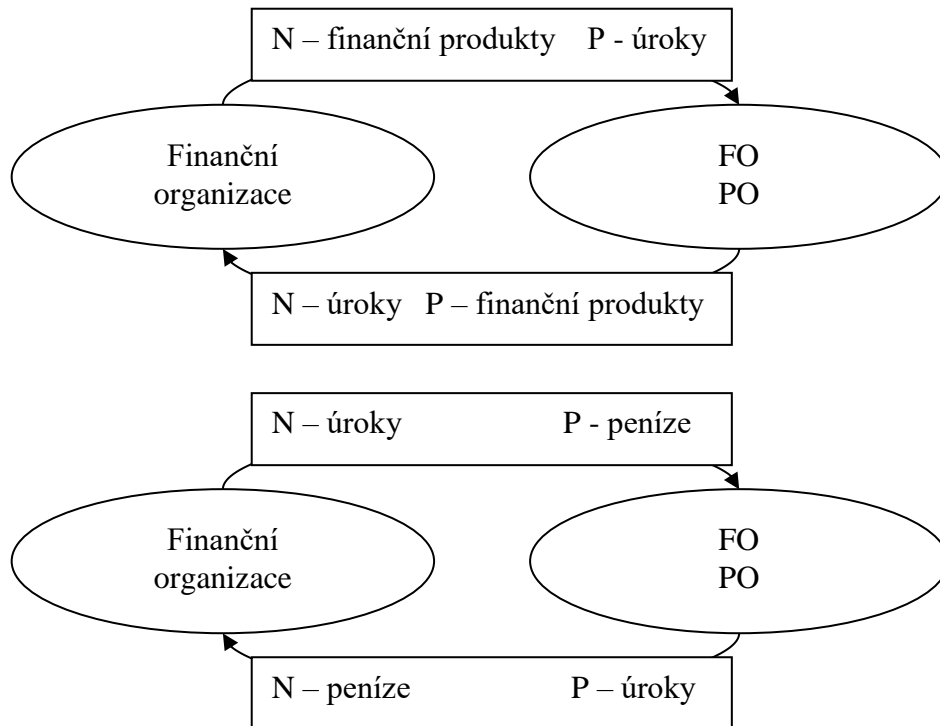 N – finanční produkty P - úroky
Finanční
organizace
FO
PO
N – úroky P – finanční produkty
N – úroky P - peníze
Finanční
organizace
FO
PO
N – peníze P – úroky